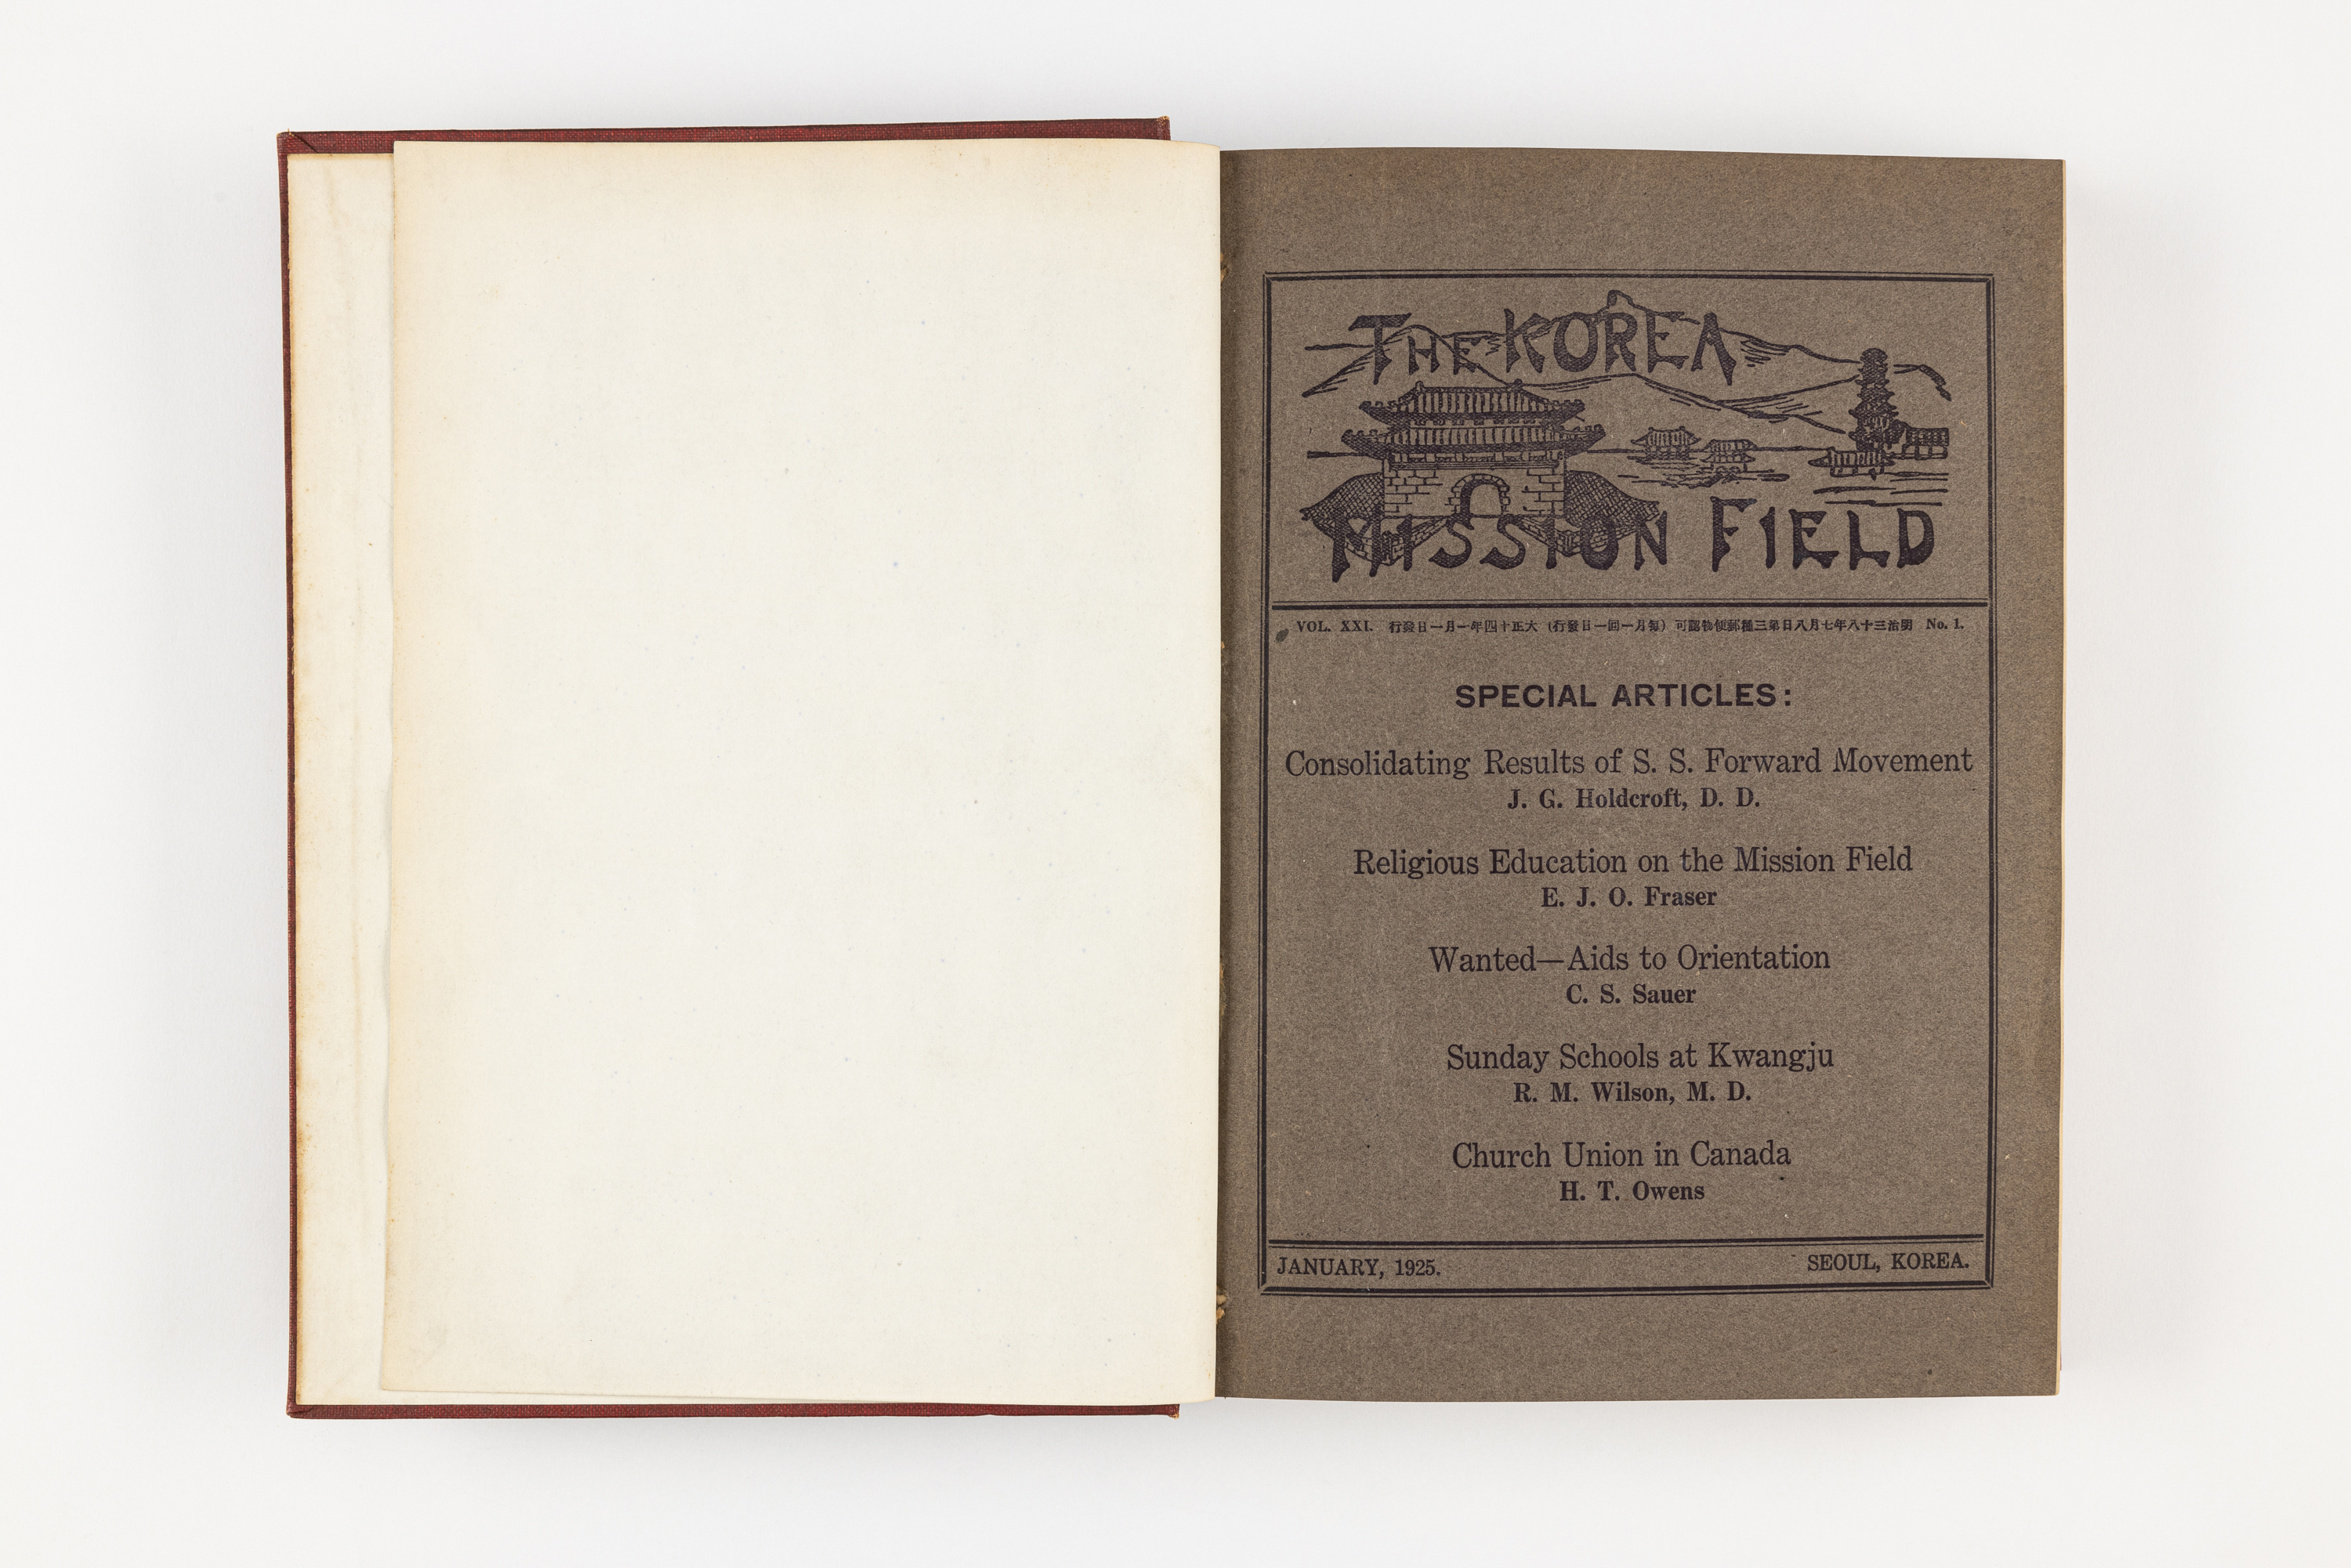 THE KOREA
MISSION FIELD
VOL. XXI. 行發日一月一年四十正大 (行發日一回一月每) 可認物便郵種三第日八月七年八十三治明 No. 1.
SPECIAL ARTICLES:
Consolidating Results of S. S. Forward Movement
J. G. Holdcroft, D. D.
Religious Education on the Mission Field
E. J. O. Fraser
Wanted—Aids to Orientation
C. S. Sauer
Sunday Schools at Kwangju
R. M. Wilson, M. D.
Church Union in Canada
H. T. Owens
JANUARY, 1925.
SEOUL, KOREA.